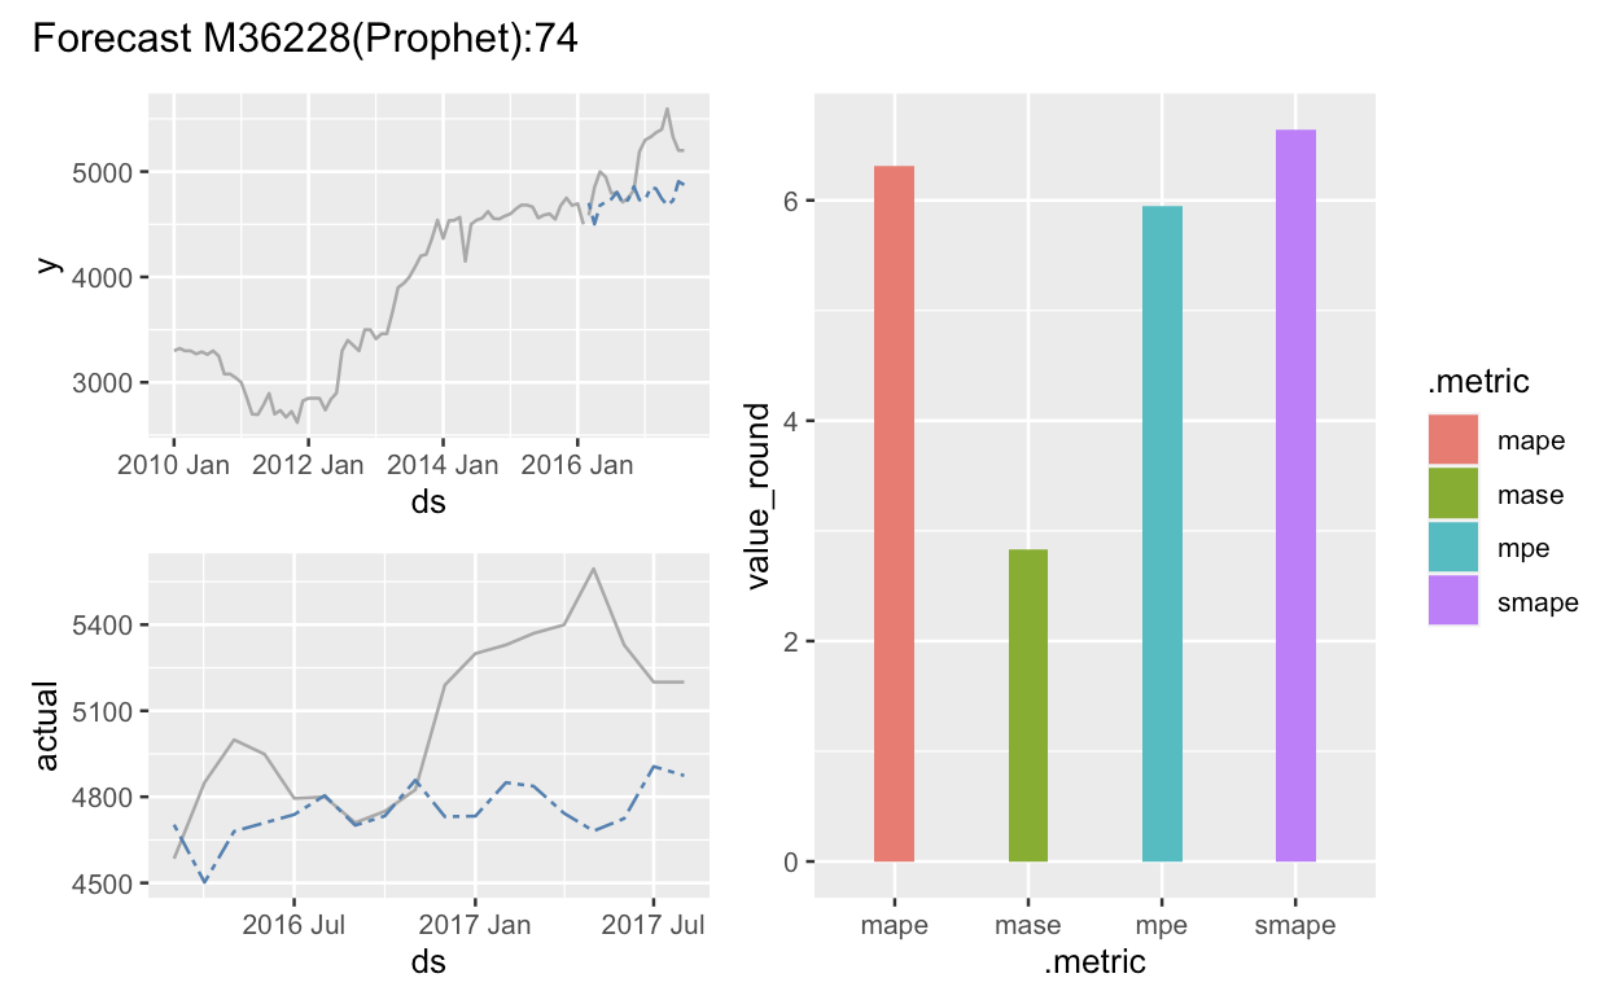 Forecast M36228(Prophet):74
y
5000
4000
3000
2010 Jan 2012 Jan 2014 Jan 2016 Jan
ds
actual
5400
5100
4800
4500
2016 Jul 2017 Jan 2017 Jul
ds
value_round
6
4
2
0
mape mase mpe smape
.metric
.metric
mape
mase
mpe
smape